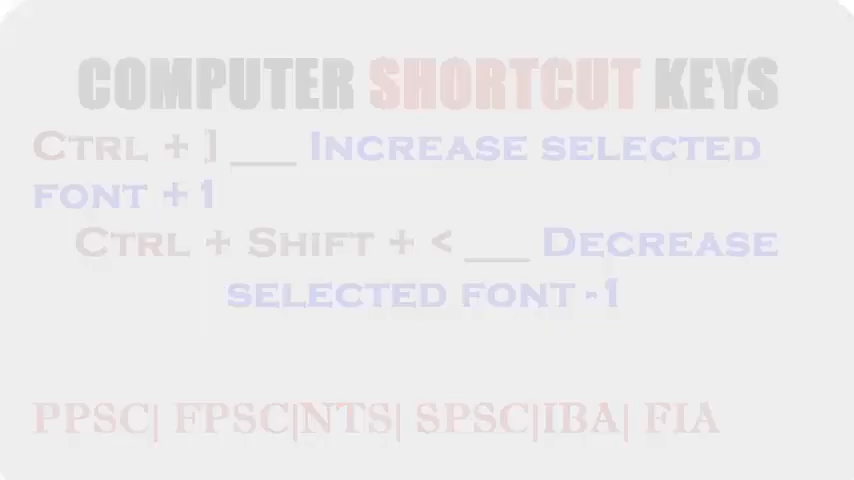 COMPUTER SHORTCUT KEYS
Ctrl + ] ___ Increase selected
font + 1
Ctrl + Shift + < ___ Decrease
selected font -1
PPSC| FPSC|NTS| SPSC|IBA| FIA